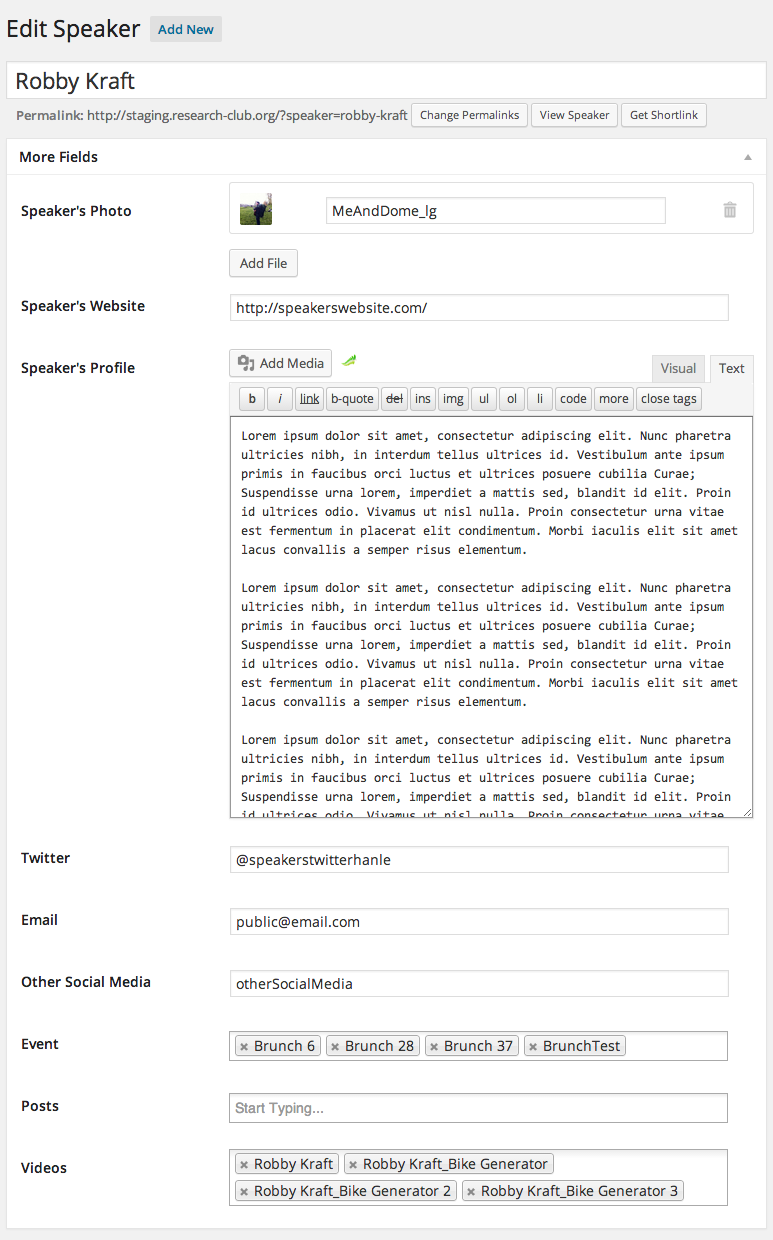 Edit Speaker Add New
Robby Kraft
Permalink: http://staging.research-club.org/?speaker=robby-kraft Change Permalinks View Speaker Get Shortlink
More Fields
Speaker's Photo MeAndDome_lg
Add File
Speaker's Website http://speakerswebsite.com/
Speaker's Profile Add Media Visual Text
b i link b-quote del ins img ul ol li code more close tags
Lorem ipsum dolor sit amet, consectetur adipiscing elit. Nunc pharetra
ultricies nibh, in interdum tellus ultrices id. Vestibulum ante ipsum
primis in faucibus orci luctus et ultrices posuere cubilia Curae;
Suspendisse urna lorem, imperdiet a mattis sed, blandit id elit. Proin
id ultrices odio. Vivamus ut nisl nulla. Proin consectetur urna vitae
est fermentum in placerat elit condimentum. Morbi iaculis elit sit amet
lacus convallis a semper risus elementum.
Lorem ipsum dolor sit amet, consectetur adipiscing elit. Nunc pharetra
ultricies nibh, in interdum tellus ultrices id. Vestibulum ante ipsum
primis in faucibus orci luctus et ultrices posuere cubilia Curae;
Suspendisse urna lorem, imperdiet a mattis sed, blandit id elit. Proin
id ultrices odio. Vivamus ut nisl nulla. Proin consectetur urna vitae
est fermentum in placerat elit condimentum. Morbi iaculis elit sit amet
lacus convallis a semper risus elementum.
Lorem ipsum dolor sit amet, consectetur adipiscing elit. Nunc pharetra
ultricies nibh, in interdum tellus ultrices id. Vestibulum ante ipsum
primis in faucibus orci luctus et ultrices posuere cubilia Curae;
Suspendisse urna lorem, imperdiet a mattis sed, blandit id elit. Proin
id ultrices odio. Vivamus ut nisl nulla. Proin consectetur urna vitae
Twitter @speakerstwitterhanle
Email public@email.com
Other Social Media otherSocialMedia
Event × Brunch 6 × Brunch 28 × Brunch 37 × BrunchTest
Posts Start Typing...
Videos × Robby Kraft × Robby Kraft_Bike Generator
× Robby Kraft_Bike Generator 2 × Robby Kraft_Bike Generator 3